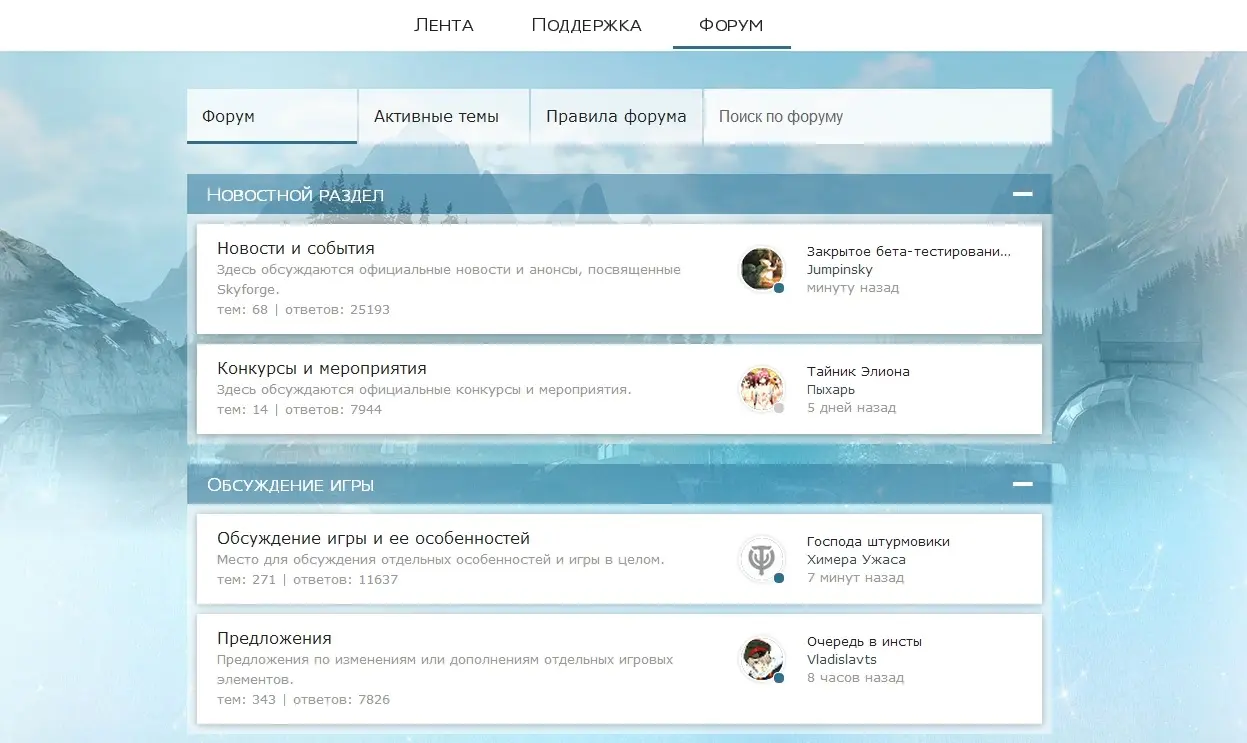 Лента Поддержка Форум
Форум Активные темы Правила форума Поиск по форуму
Новостной раздел
Новости и события
Здесь обсуждаются официальные новости и анонсы, посвященные
Skyforge.
тем: 68 | ответов: 25193
Закрытое бета-тестировани...
Jumpinsky
минуту назад
Конкурсы и мероприятия
Здесь обсуждаются официальные конкурсы и мероприятия.
тем: 14 | ответов: 7944
Тайник Элиона
Пыхарь
5 дней назад
Обсуждение игры
Обсуждение игры и ее особенностей
Место для обсуждения отдельных особенностей и игры в целом.
тем: 271 | ответов: 11637
Господа штурмовики
Химера Ужаса
7 минут назад
Предложения
Предложения по изменениям или дополнениям отдельных игровых
элементов.
тем: 343 | ответов: 7826
Очередь в инсты
Vladislavts
8 часов назад